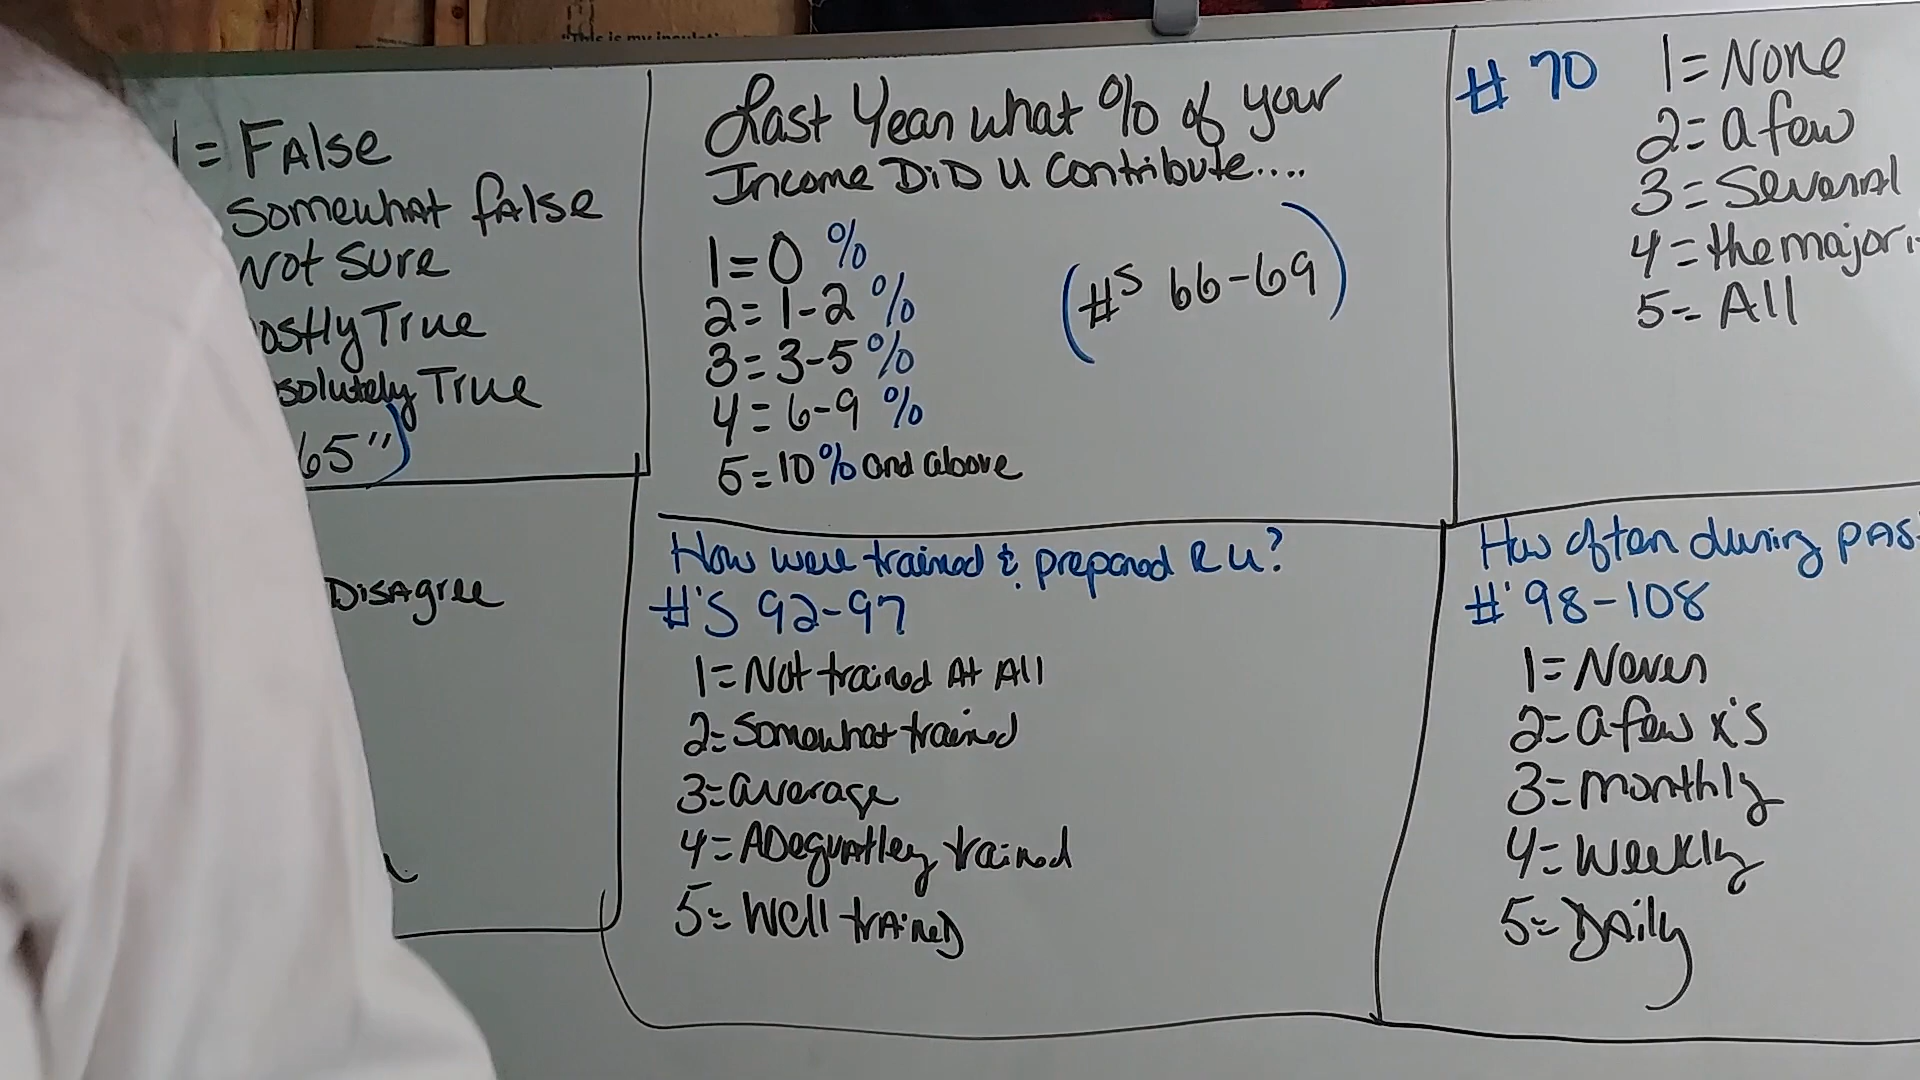 "This is my insulati
1 = FAlse
Somewhat false
Not Sure
ostly True
solutely True
65")
Disagree
Last Year what % of your
Income DiD U Contribute....
1=0 %
2=1-2 %
3=3-5 %
4=6-9 %
5=10% and above
(#s 66-69)
# 70
1=None
2=a few
3=Several
4=the majori
5=All
How were trained & prepared R U?
#'S 92-97
1=Not trained At All
2=Somewhat trained
3=average
4=ADequAtley trained
5=Well trAineD
How often during pAs
#'98-108
1=Never
2=a few x's
3=monthly
4=Weekly
5=DAily